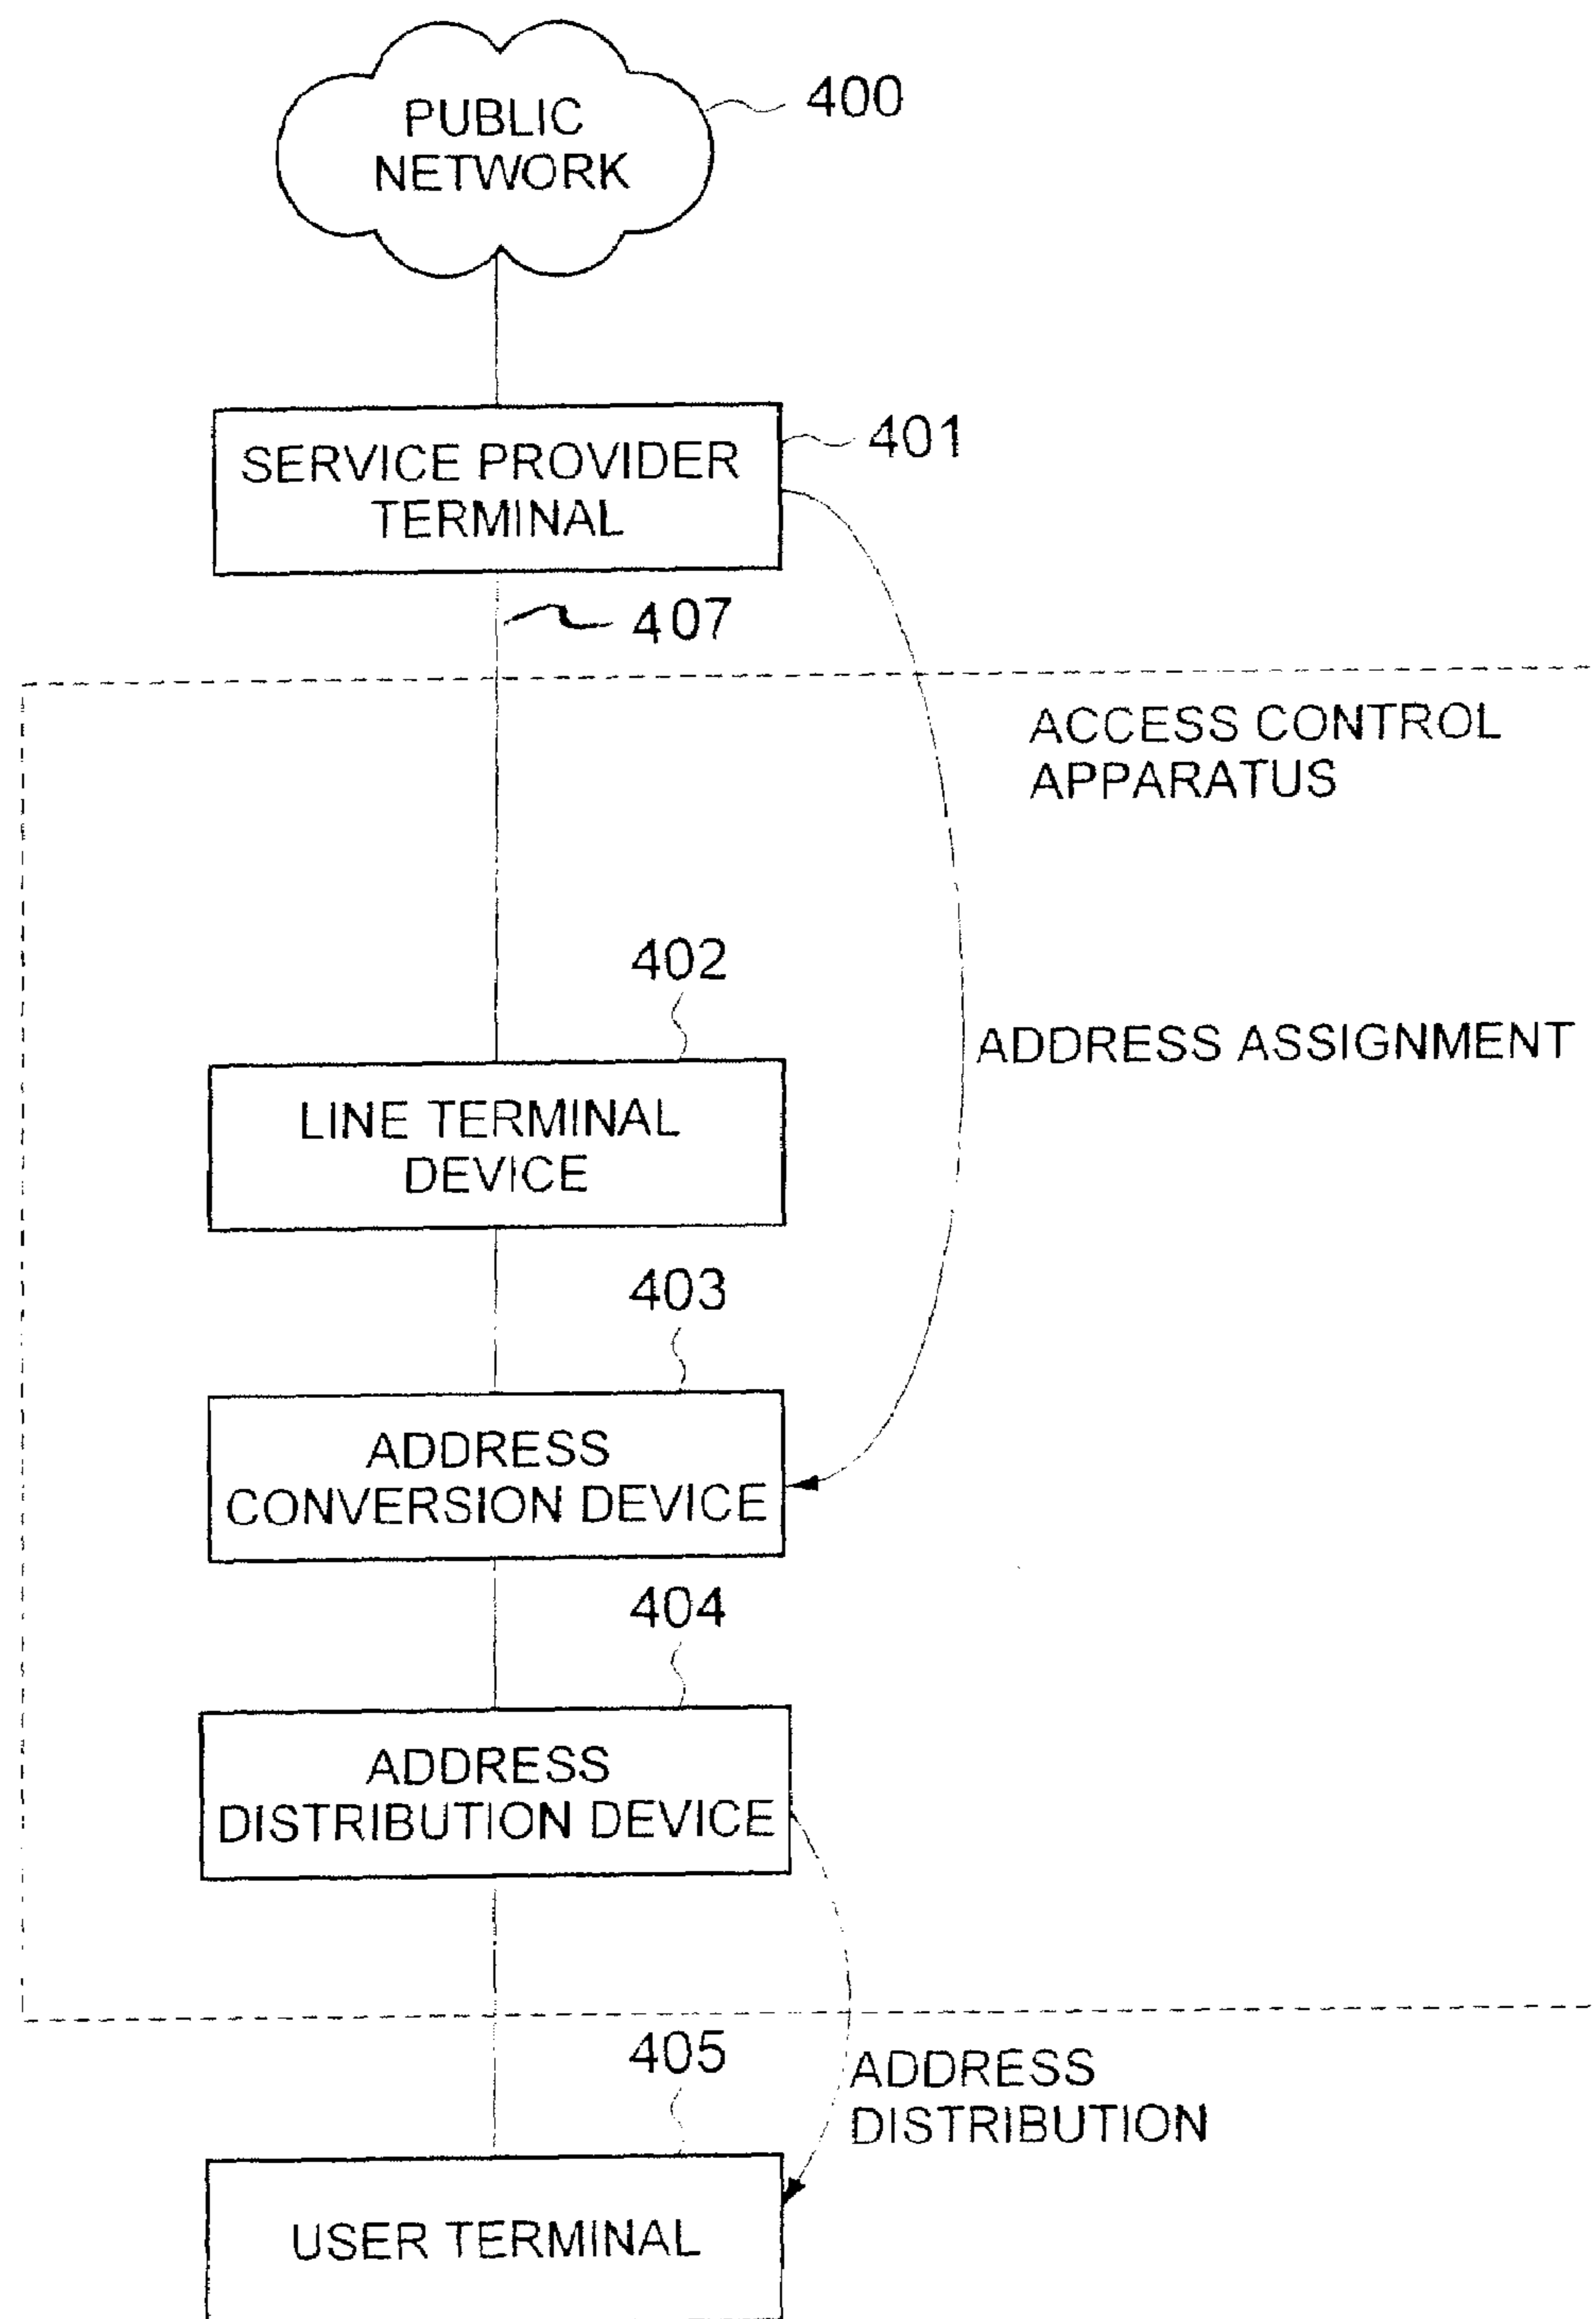 PUBLIC
NETWORK
400
SERVICE PROVIDER
TERMINAL
401
407
ACCESS CONTROL
APPARATUS
402
ADDRESS ASSIGNMENT
LINE TERMINAL
DEVICE
403
ADDRESS
CONVERSION DEVICE
404
ADDRESS
DISTRIBUTION DEVICE
405
ADDRESS
DISTRIBUTION
USER TERMINAL